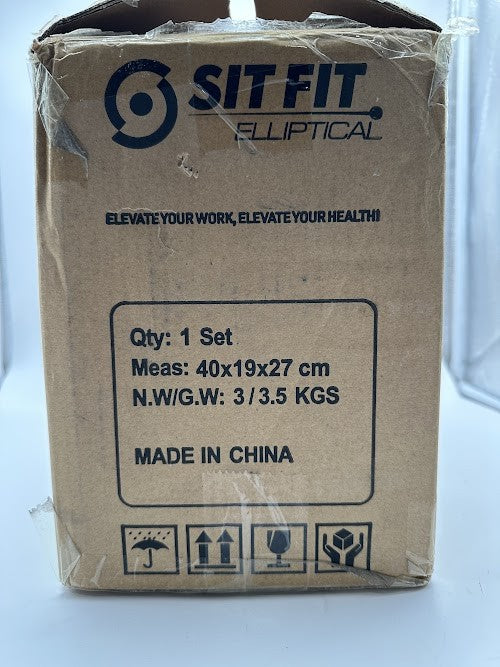 SIT FIT
ELLIPTICAL
ELEVATE YOUR WORK, ELEVATE YOUR HEALTH!
Qty: 1 Set
Meas: 40x19x27 cm
N.W/G.W: 3 / 3.5 KGS
MADE IN CHINA